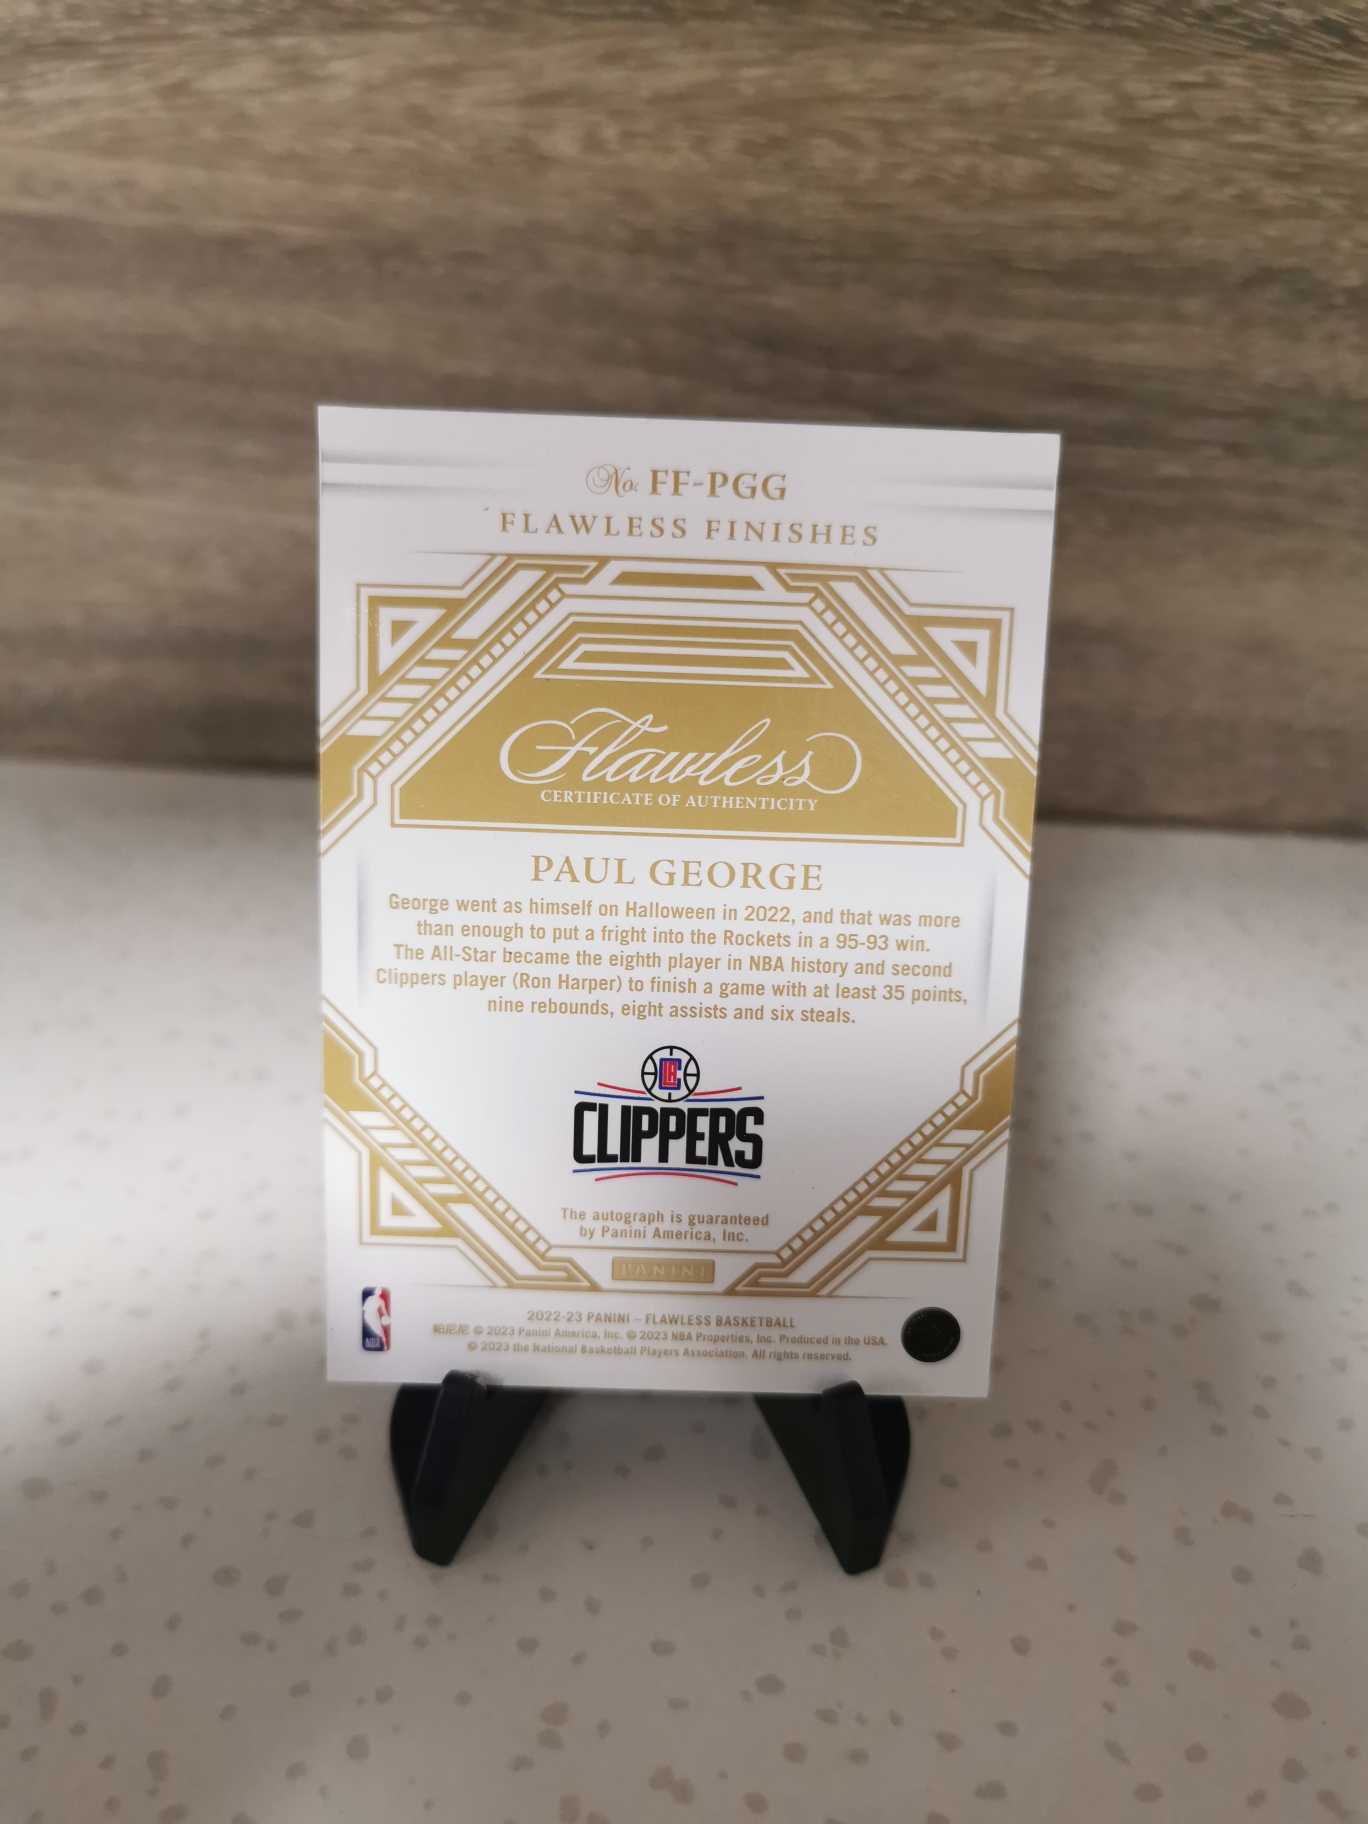 No. FF-PGG
FLAWLESS FINISHES
Flawless
CERTIFICATE OF AUTHENTICITY
PAUL GEORGE
George went as himself on Halloween in 2022, and that was more
than enough to put a fright into the Rockets in a 95-93 win.
The All-Star became the eighth player in NBA history and second
Clippers player (Ron Harper) to finish a game with at least 35 points,
nine rebounds, eight assists and six steals.
LAC
CLIPPERS
The autograph is guaranteed
by Panini America, Inc.
PANINI
NBA
2022-23 PANINI – FLAWLESS BASKETBALL
帕尼尼 © 2023 Panini America, Inc. © 2023 NBA Properties, Inc. Produced in the USA.
© 2023 the National Basketball Players Association. All rights reserved.